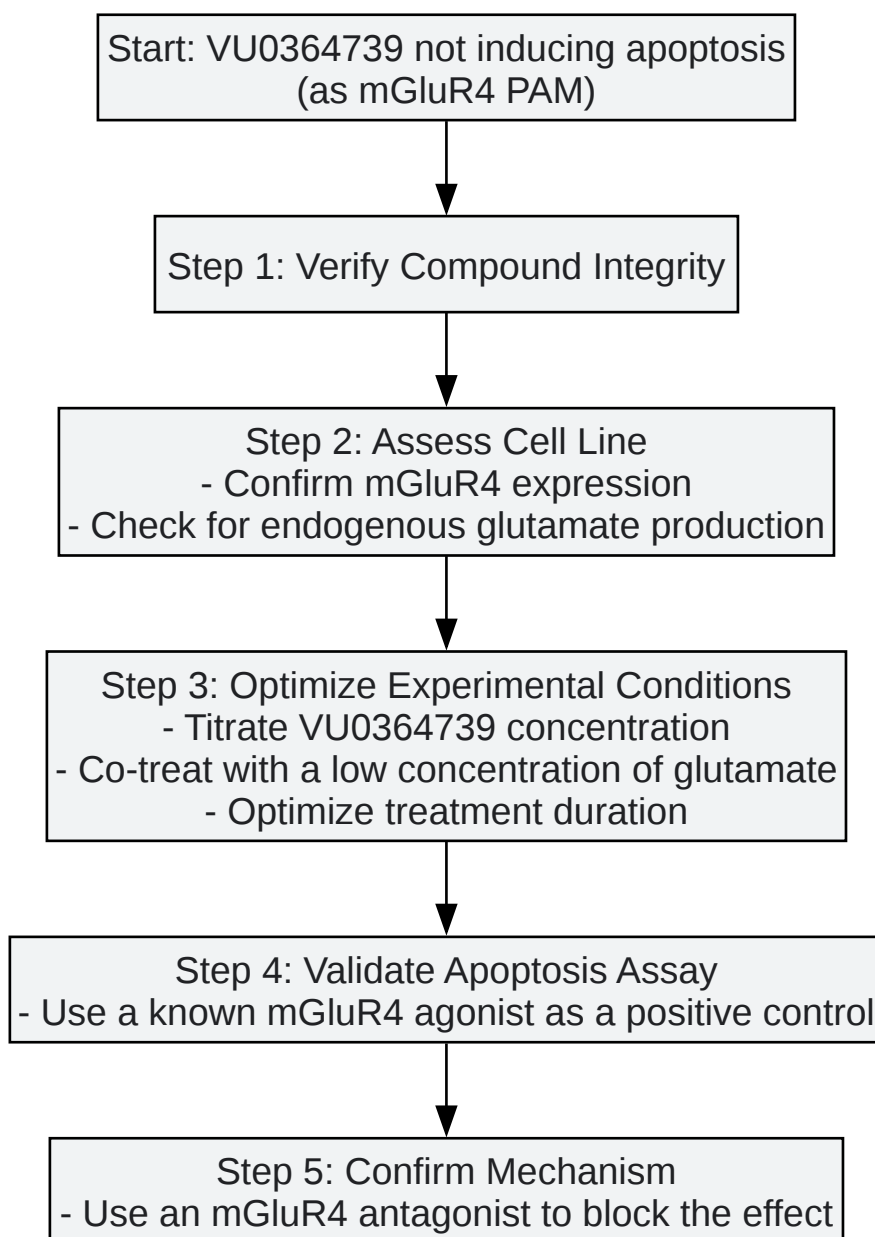 Start: VU0364739 not inducing apoptosis
(as mGluR4 PAM)
Step 1: Verify Compound Integrity
Step 2: Assess Cell Line
- Confirm mGluR4 expression
- Check for endogenous glutamate production
Step 3: Optimize Experimental Conditions
- Titrate VU0364739 concentration
- Co-treat with a low concentration of glutamate
- Optimize treatment duration
Step 4: Validate Apoptosis Assay
- Use a known mGluR4 agonist as a positive control
Step 5: Confirm Mechanism
- Use an mGluR4 antagonist to block the effect